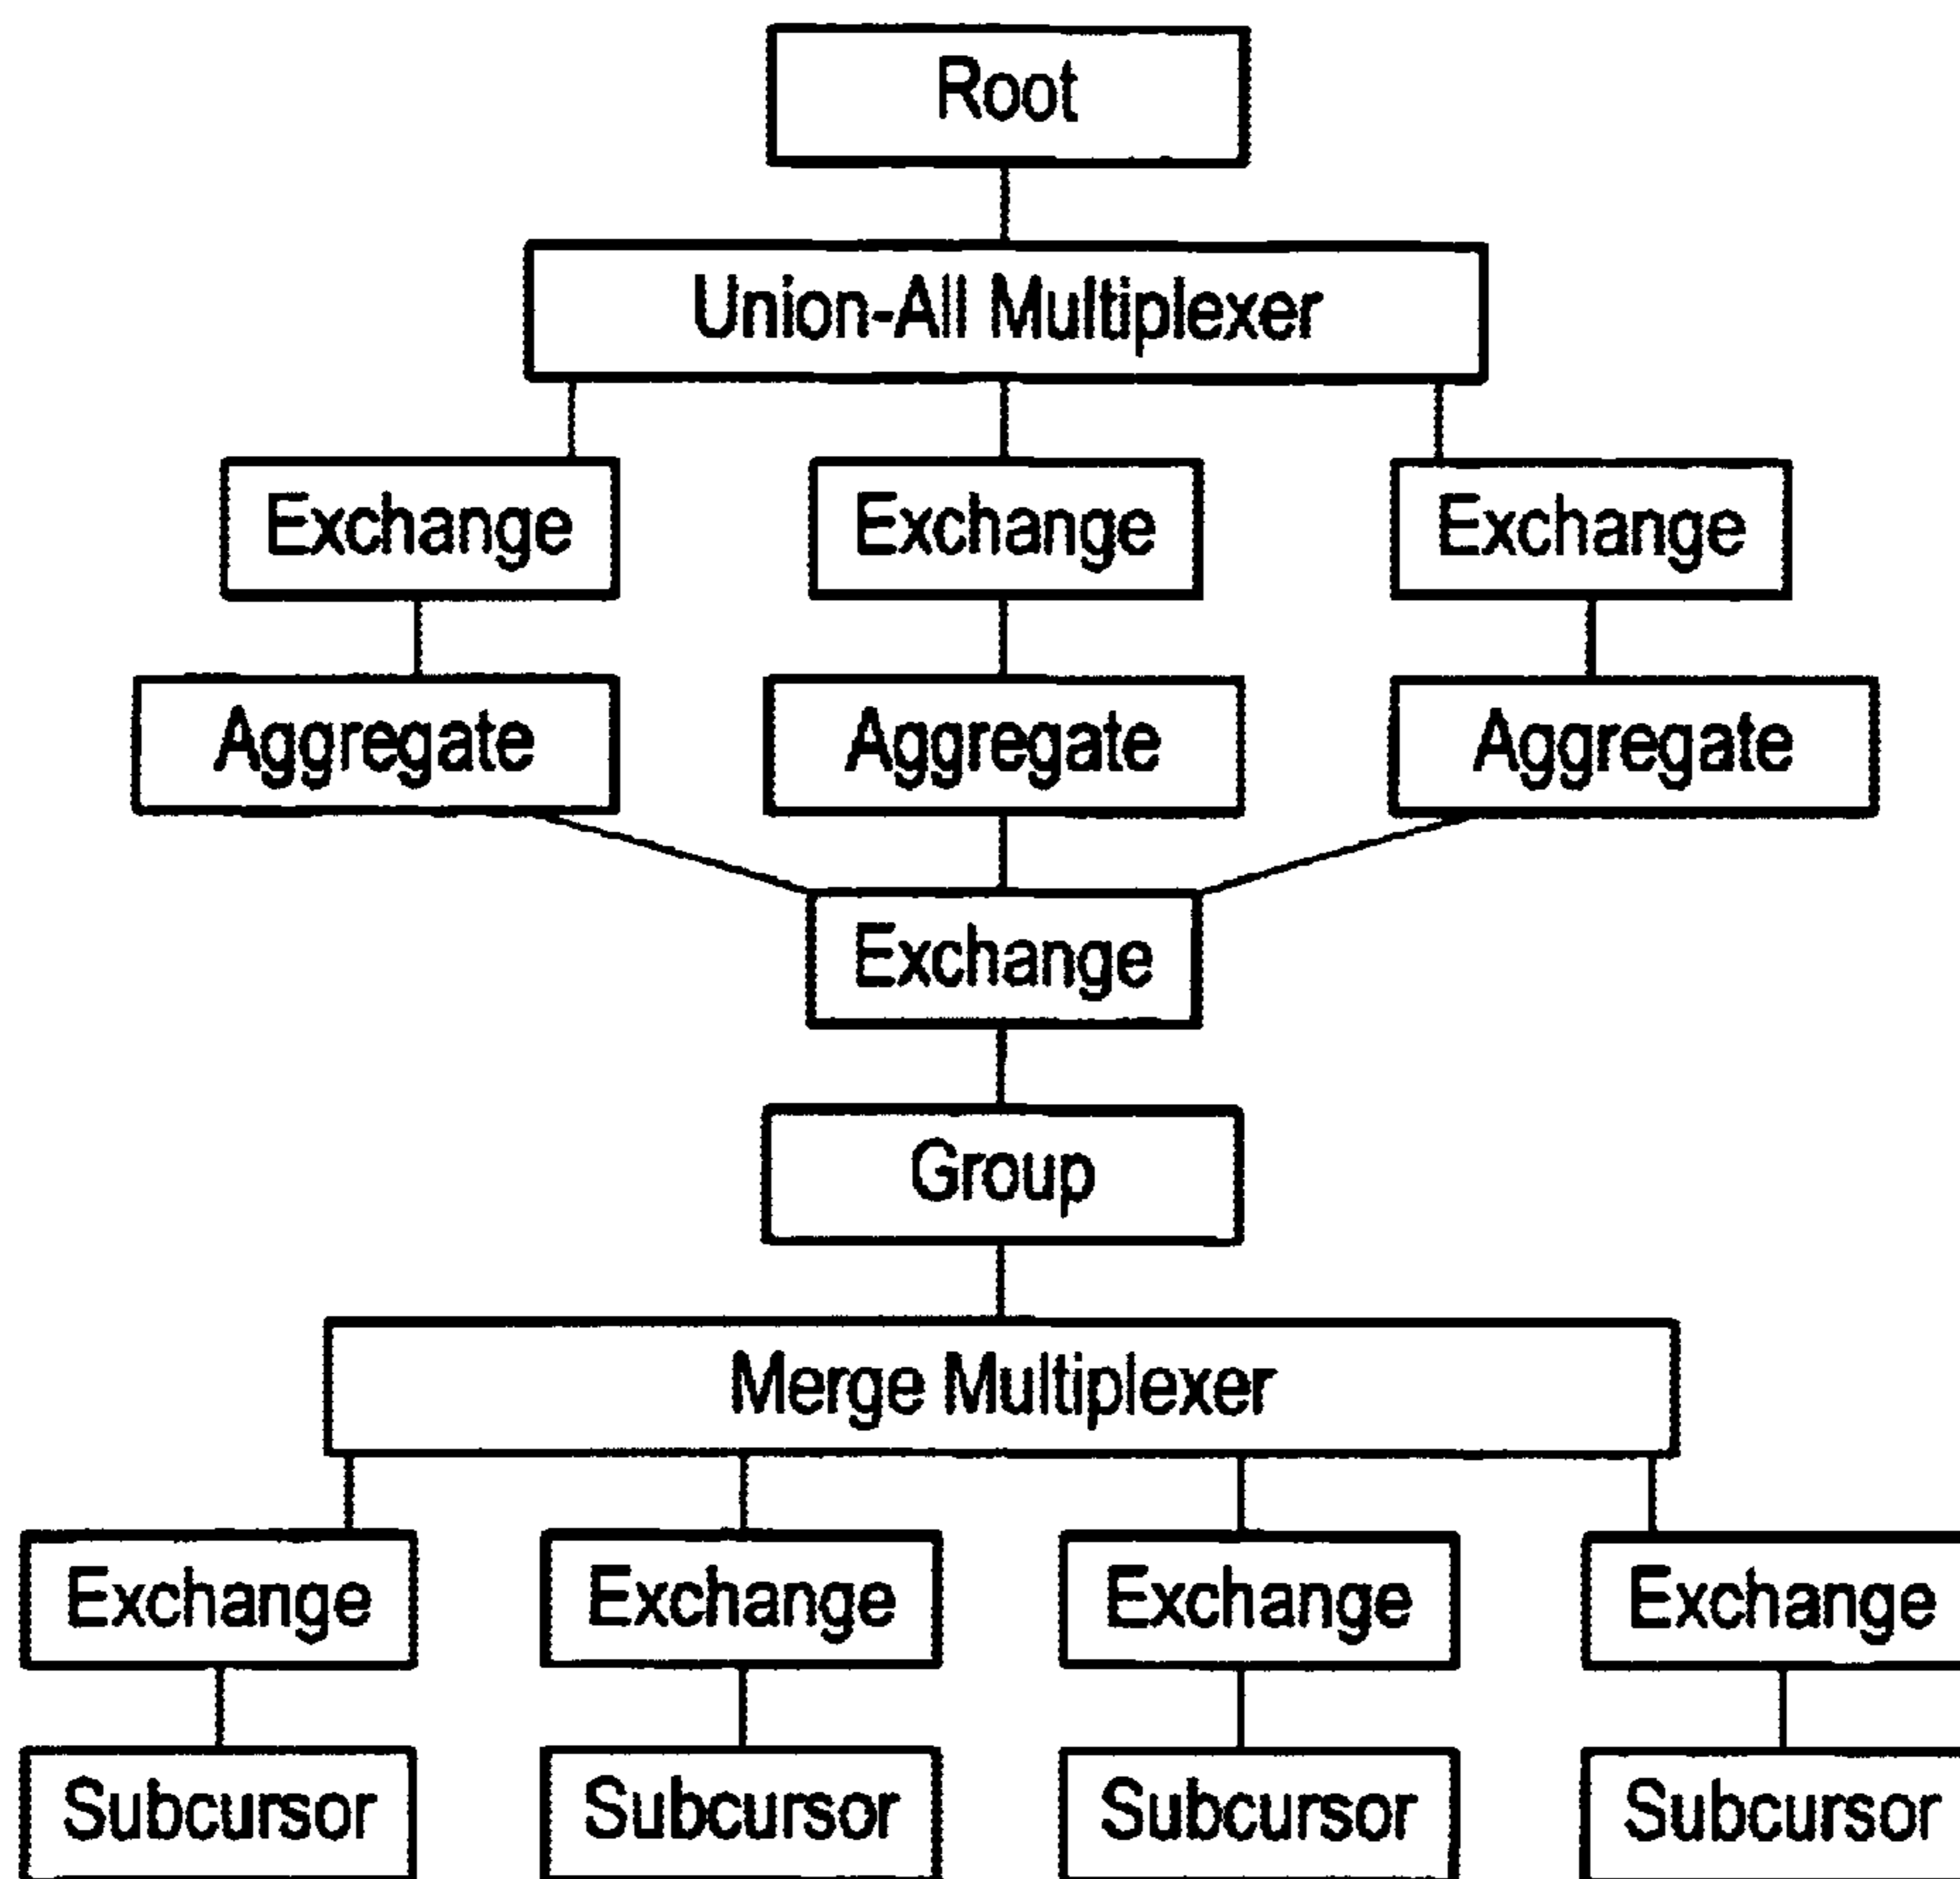 Root
Union-All Multiplexer
Exchange
Exchange
Exchange
Aggregate
Aggregate
Aggregate
Exchange
Group
Merge Multiplexer
Exchange
Exchange
Exchange
Exchange
Subcursor
Subcursor
Subcursor
Subcursor